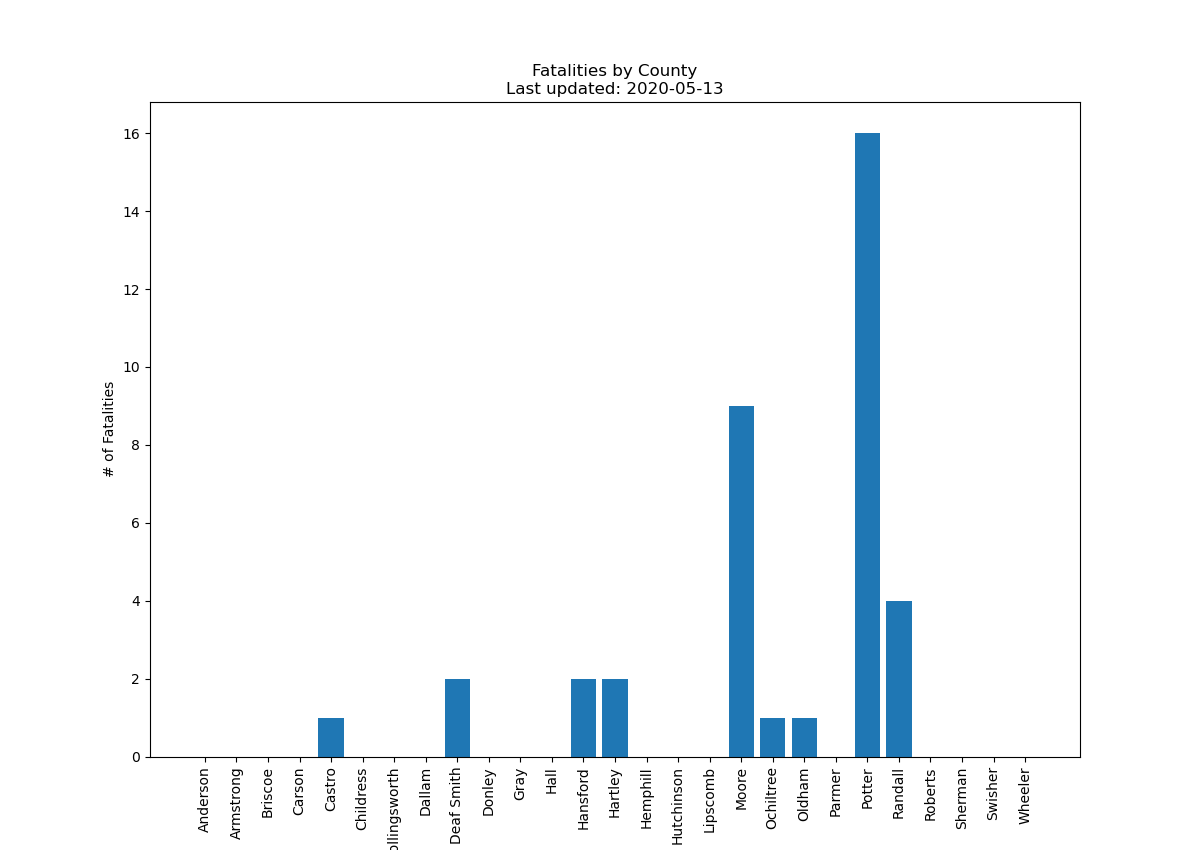 Fatalities by County
Last updated: 2020-05-13
# of Fatalities
16
14
12
10
8
6
4
2
0
Anderson
Armstrong
Briscoe
Carson
Castro
Childress
ollingsworth
Dallam
Deaf Smith
Donley
Gray
Hall
Hansford
Hartley
Hemphill
Hutchinson
Lipscomb
Moore
Ochiltree
Oldham
Parmer
Potter
Randall
Roberts
Sherman
Swisher
Wheeler